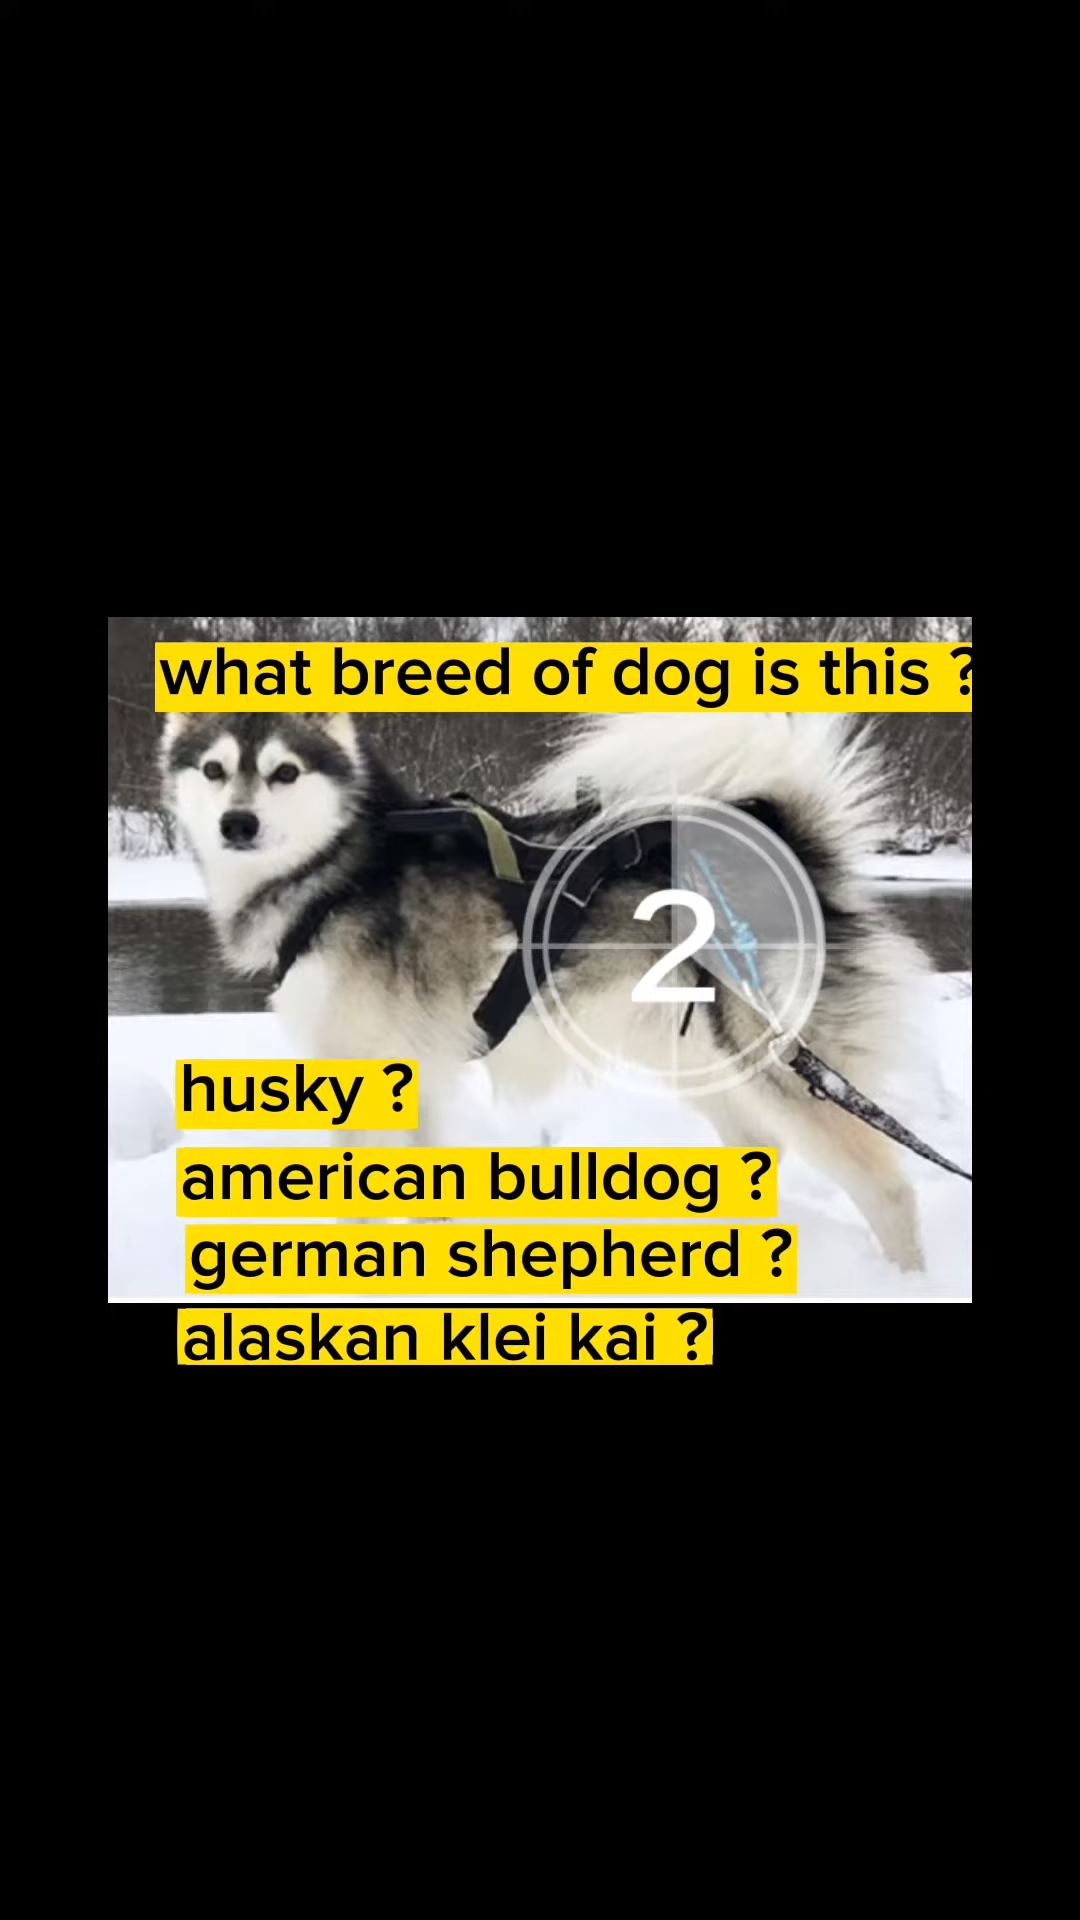 what breed of dog is this ?
2
husky ?
american bulldog ?
german shepherd ?
alaskan klei kai ?